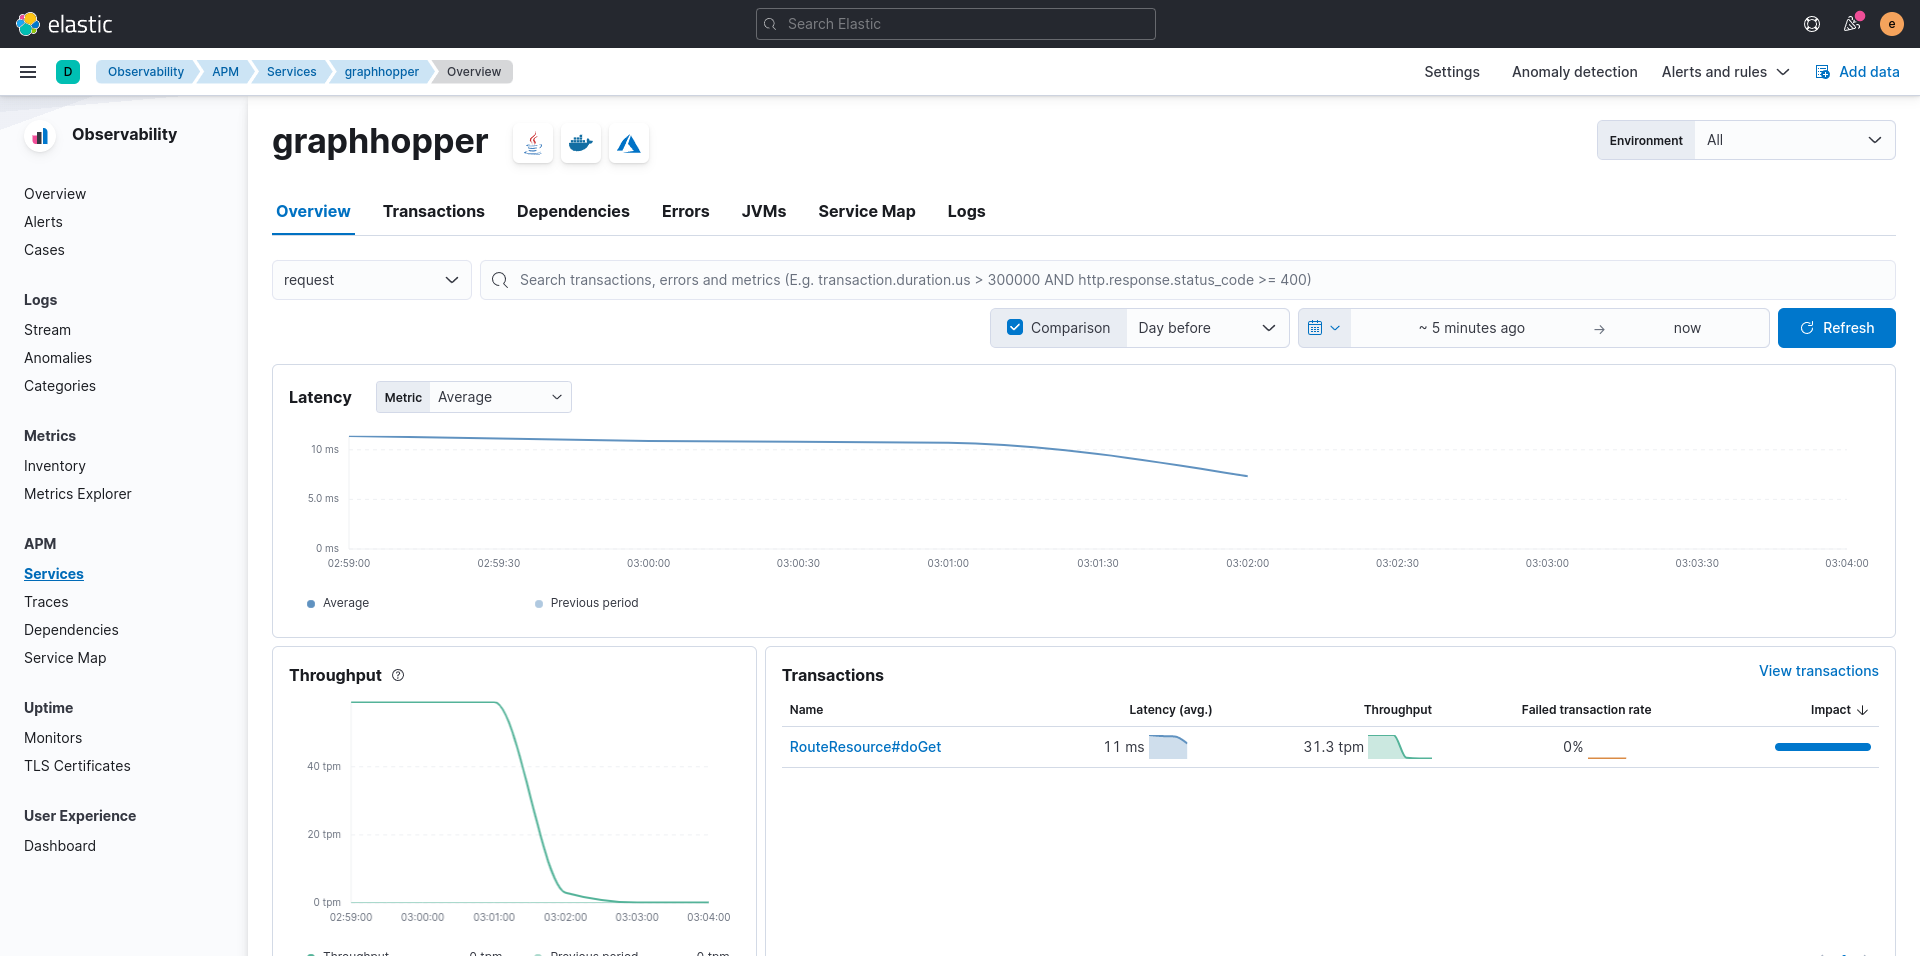 elastic
Search Elastic
e
D
Observability
APM
Services
graphhopper
Overview
Settings
Anomaly detection
Alerts and rules
Add data
Observability
Overview
Alerts
Cases
Logs
Stream
Anomalies
Categories
Metrics
Inventory
Metrics Explorer
APM
Services
Traces
Dependencies
Service Map
Uptime
Monitors
TLS Certificates
User Experience
Dashboard
graphhopper
Environment All
Overview Transactions Dependencies Errors JVMs Service Map Logs
request
Search transactions, errors and metrics (E.g. transaction.duration.us > 300000 AND http.response.status_code >= 400)
Comparison Day before
~ 5 minutes ago → now
Refresh
Latency
Metric Average
10 ms
5.0 ms
0 ms
02:59:00 02:59:30 03:00:00 03:00:30 03:01:00 03:01:30 03:02:00 03:02:30 03:03:00 03:03:30 03:04:00
Average Previous period
Throughput
40 tpm
20 tpm
0 tpm
02:59:00 03:00:00 03:01:00 03:02:00 03:03:00 03:04:00
Throughput 0 tpm Previous period 0 tpm
Transactions
View transactions
Name Latency (avg.) Throughput Failed transaction rate Impact
RouteResource#doGet 11 ms 31.3 tpm 0%